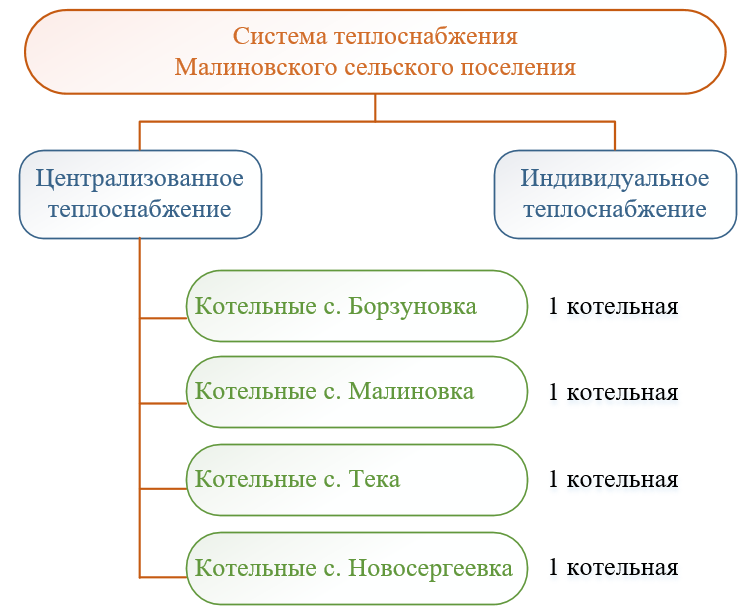 Система теплоснабжения
Малиновского сельского поселения
Централизованное
теплоснабжение
Индивидуальное
теплоснабжение
Котельные с. Борзуновка 1 котельная
Котельные с. Малиновка 1 котельная
Котельные с. Тека 1 котельная
Котельные с. Новосергеевка 1 котельная